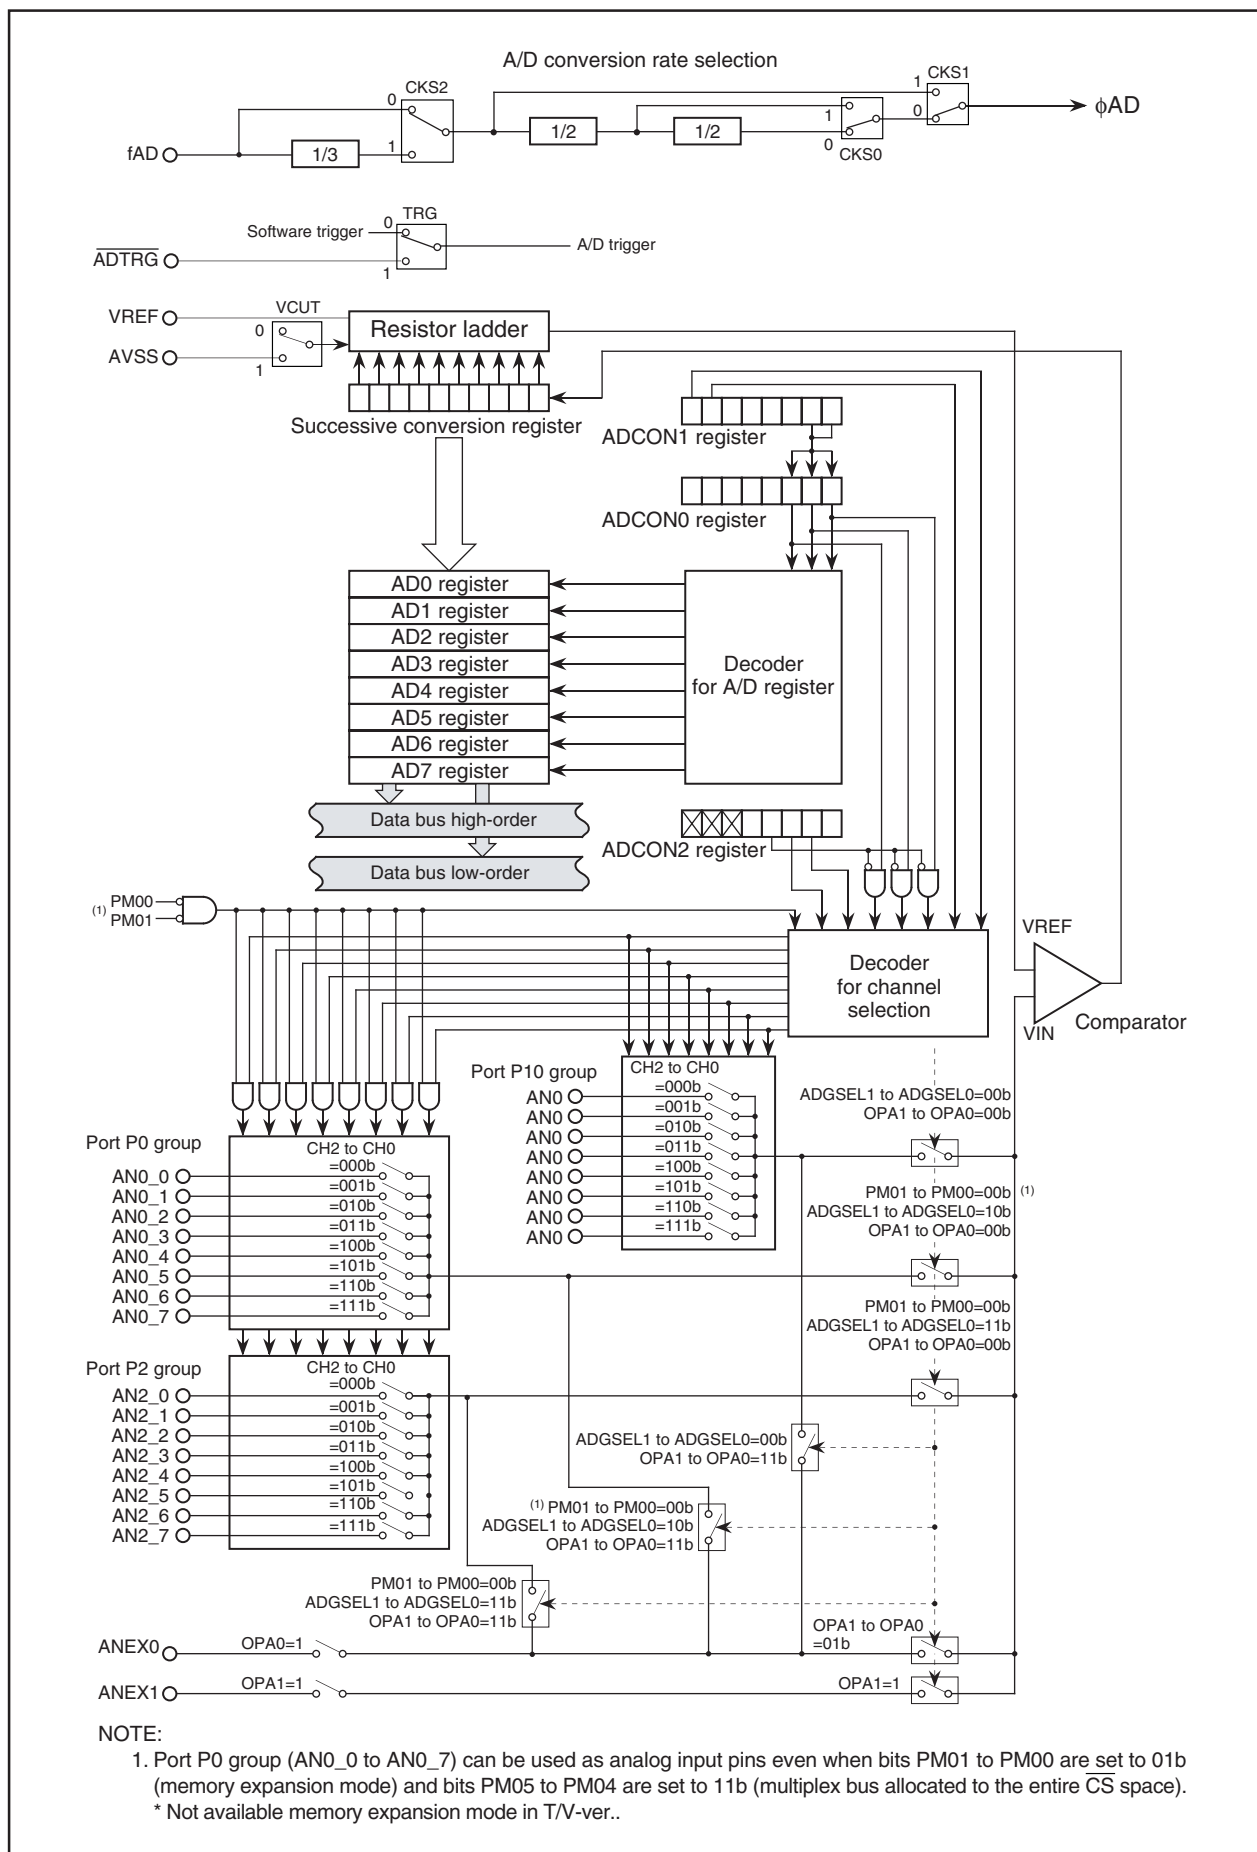 A/D conversion rate selection
CKS2
CKS1
0
1
φAD
1/2
1/2
1
0
0
fAD
1/3
1
CKS0
TRG
0
Software trigger
A/D trigger
ADTRG
1
VREF
VCUT
0
Resistor ladder
AVSS
1
Successive conversion register
ADCON1 register
ADCON0 register
AD0 register
AD1 register
AD2 register
AD3 register
AD4 register
AD5 register
AD6 register
AD7 register
Decoder
for A/D register
Data bus high-order
Data bus low-order
ADCON2 register
(1) PM00
PM01
Decoder
for channel
selection
VREF
VIN
Comparator
Port P10 group
CH2 to CH0
AN0 =000b
AN0 =001b
AN0 =010b
AN0 =011b
AN0 =100b
AN0 =101b
AN0 =110b
AN0 =111b
ADGSEL1 to ADGSEL0=00b
OPA1 to OPA0=00b
Port P0 group
CH2 to CH0
AN0_0 =000b
AN0_1 =001b
AN0_2 =010b
AN0_3 =011b
AN0_4 =100b
AN0_5 =101b
AN0_6 =110b
AN0_7 =111b
PM01 to PM00=00b (1)
ADGSEL1 to ADGSEL0=10b
OPA1 to OPA0=00b
PM01 to PM00=00b
ADGSEL1 to ADGSEL0=11b
OPA1 to OPA0=00b
Port P2 group
CH2 to CH0
AN2_0 =000b
AN2_1 =001b
AN2_2 =010b
AN2_3 =011b
AN2_4 =100b
AN2_5 =101b
AN2_6 =110b
AN2_7 =111b
ADGSEL1 to ADGSEL0=00b
OPA1 to OPA0=11b
(1) PM01 to PM00=00b
ADGSEL1 to ADGSEL0=10b
OPA1 to OPA0=11b
PM01 to PM00=00b
ADGSEL1 to ADGSEL0=11b
OPA1 to OPA0=11b
OPA1 to OPA0
=01b
ANEX0
OPA0=1
ANEX1
OPA1=1
OPA1=1
NOTE:
1. Port P0 group (AN0_0 to AN0_7) can be used as analog input pins even when bits PM01 to PM00 are set to 01b
(memory expansion mode) and bits PM05 to PM04 are set to 11b (multiplex bus allocated to the entire CS space).
* Not available memory expansion mode in T/V-ver..